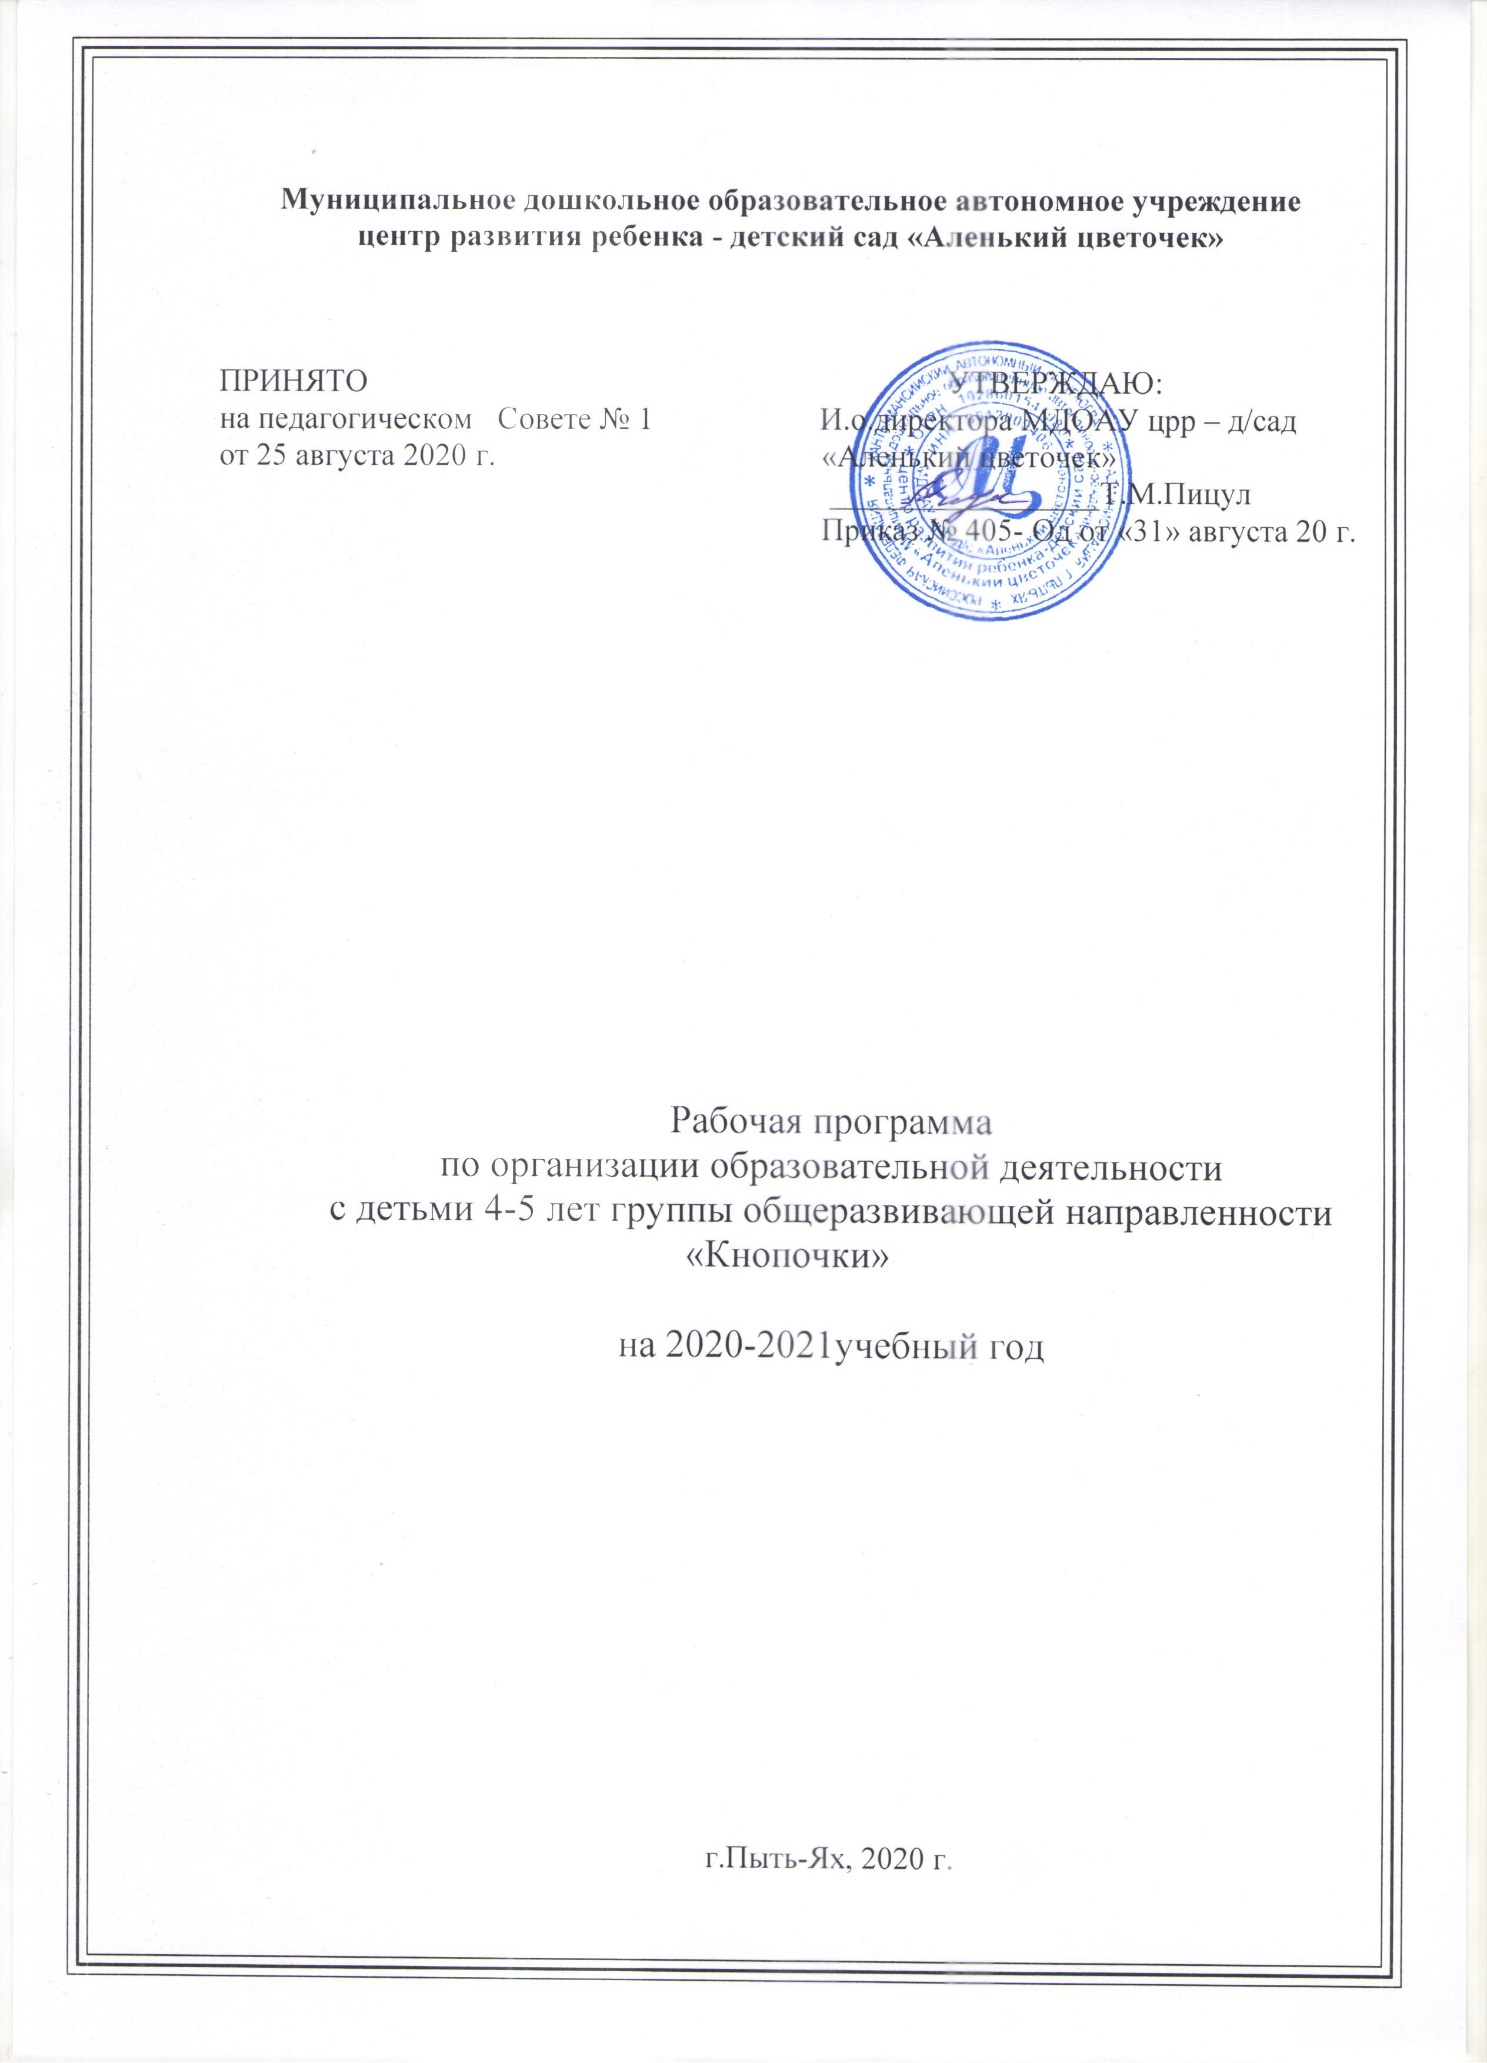 Муниципальное дошкольное образовательное автономное учреждение
центр развития ребенка - детский сад «Аленький цветочек»
ПРИНЯТО
на педагогическом Совете № 1
от 25 августа 2020 г.
УТВЕРЖДАЮ:
И.о.директора МДОАУ црр – д/сад
«Аленький цветочек»
Т.М.Пицул
Приказ № 405- Од от «31» августа 20 г.
Рабочая программа
по организации образовательной деятельности
с детьми 4-5 лет группы общеразвивающей направленности
«Кнопочки»
на 2020-2021учебный год
г.Пыть-Ях, 2020 г.